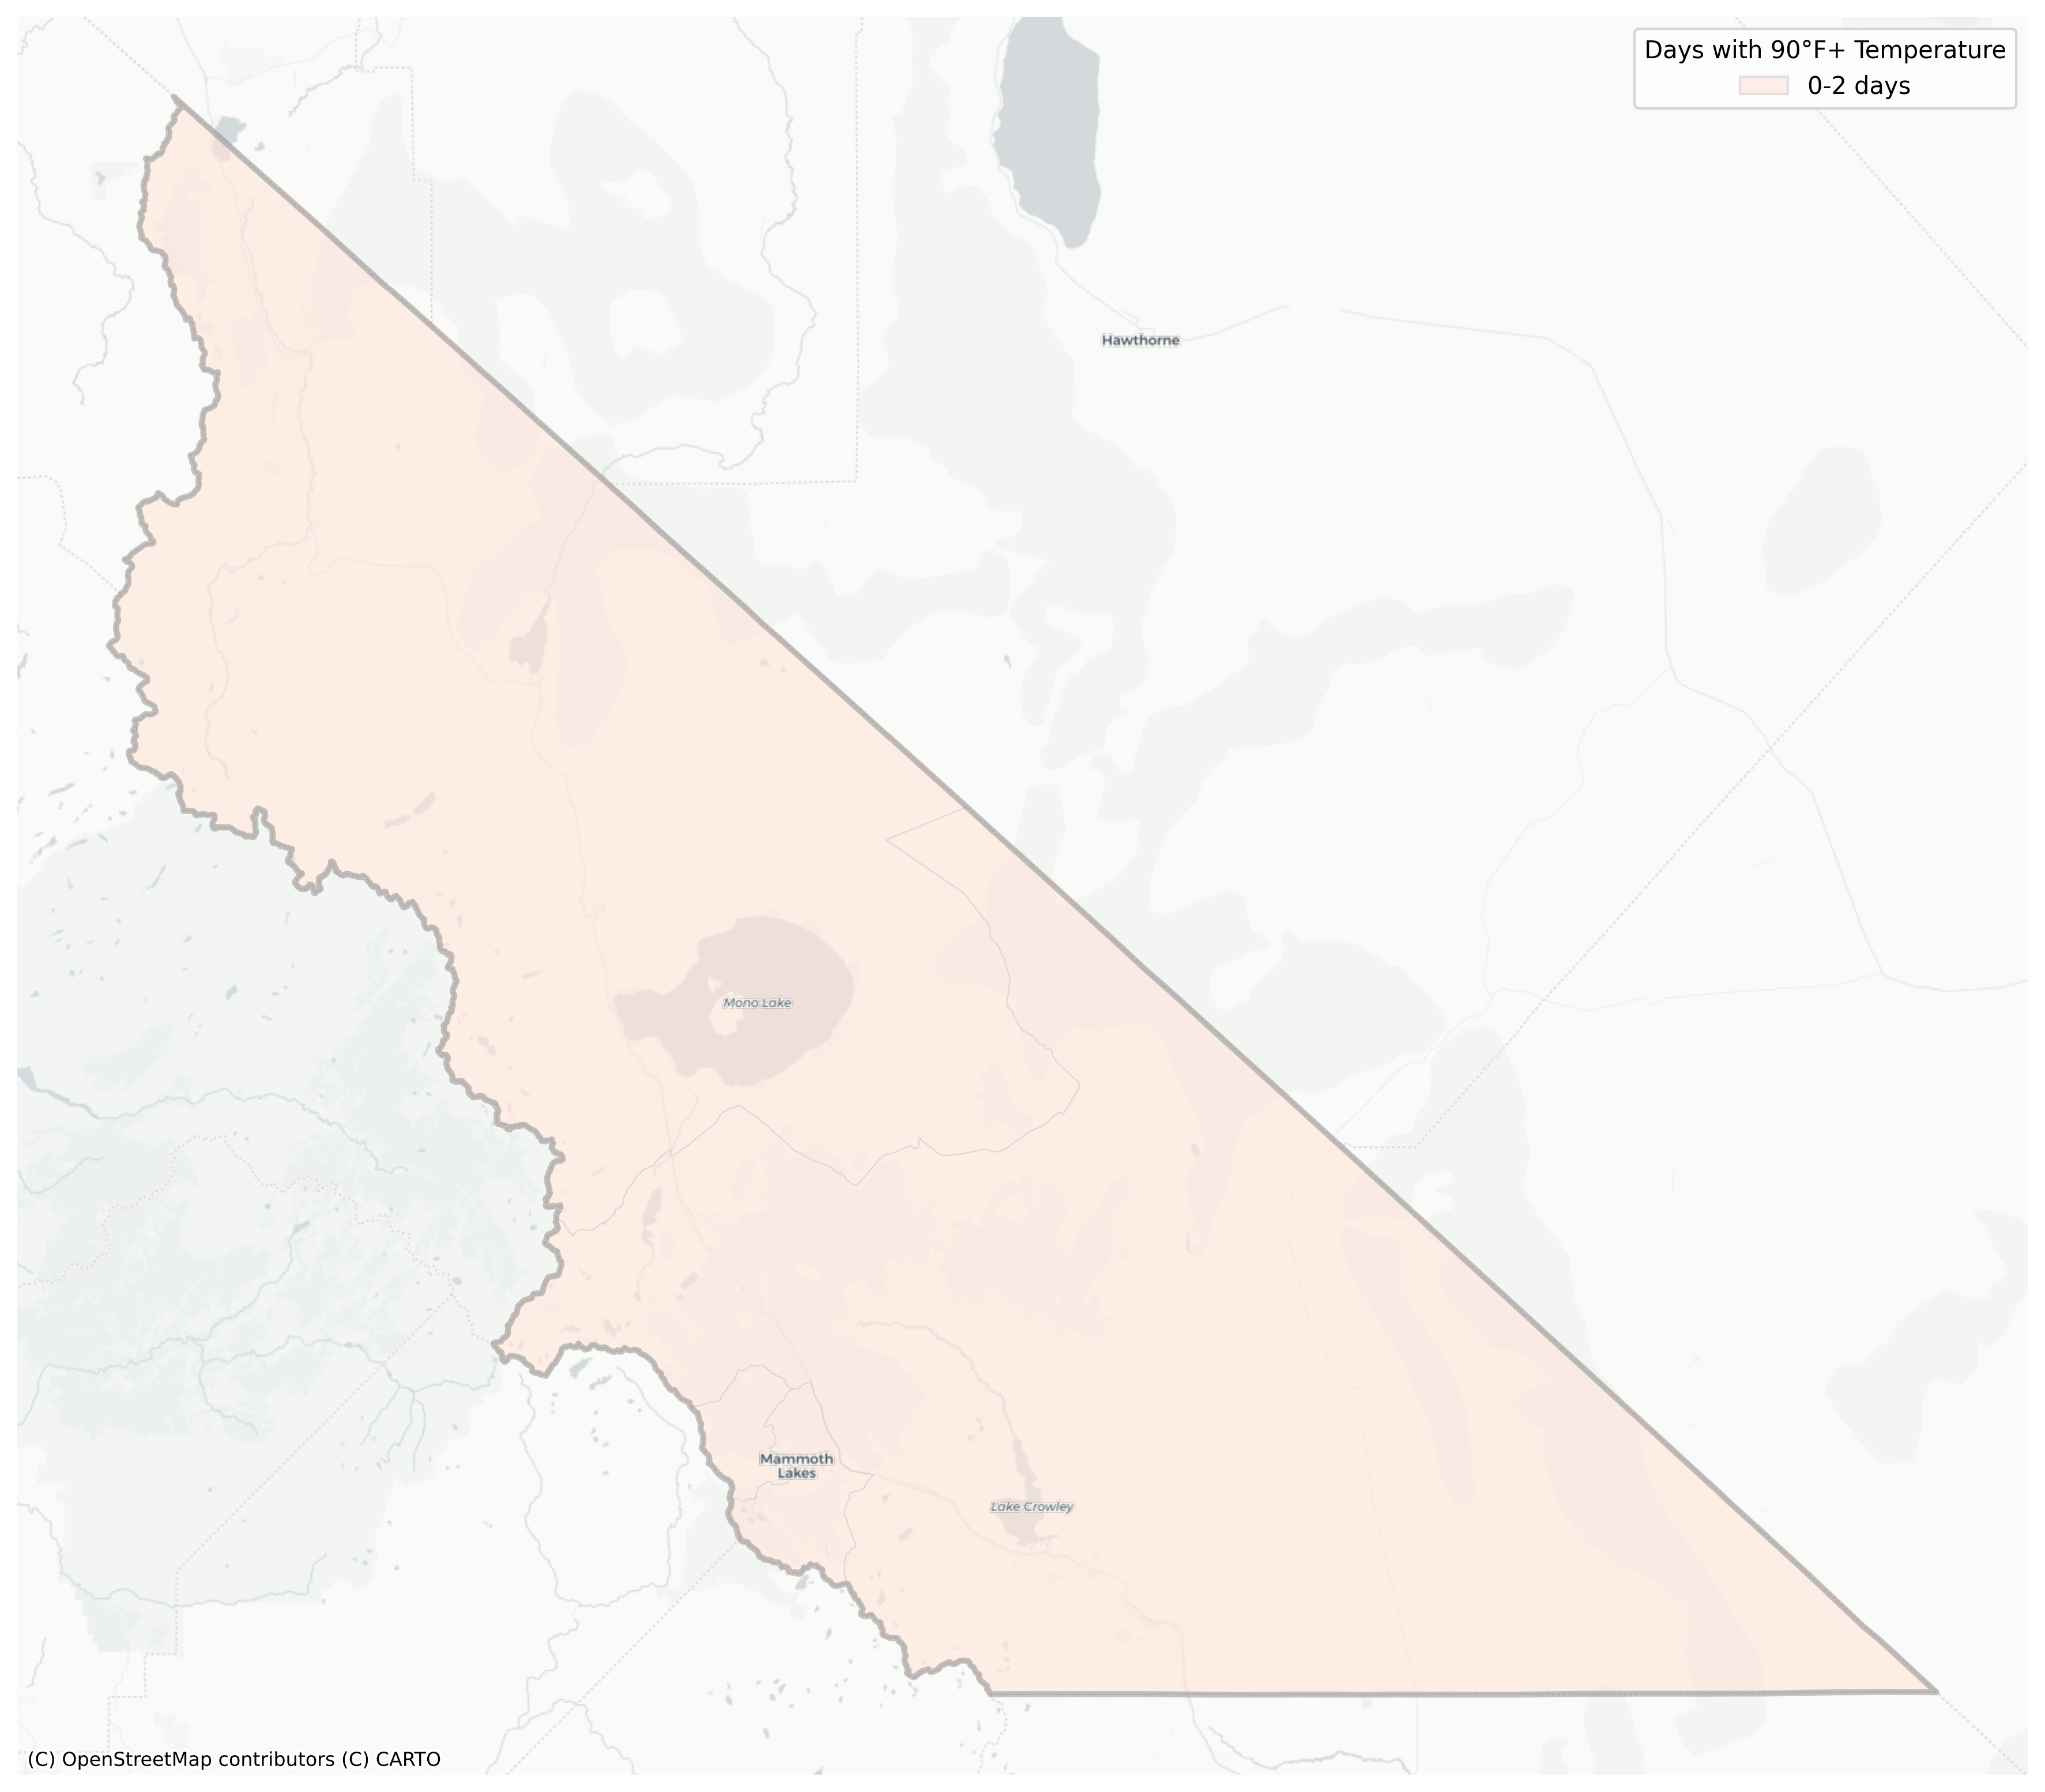 Days with 90°F+ Temperature
0-2 days
Hawthorne
Mono Lake
Mammoth
Lakes
Lake Crowley
(C) OpenStreetMap contributors (C) CARTO